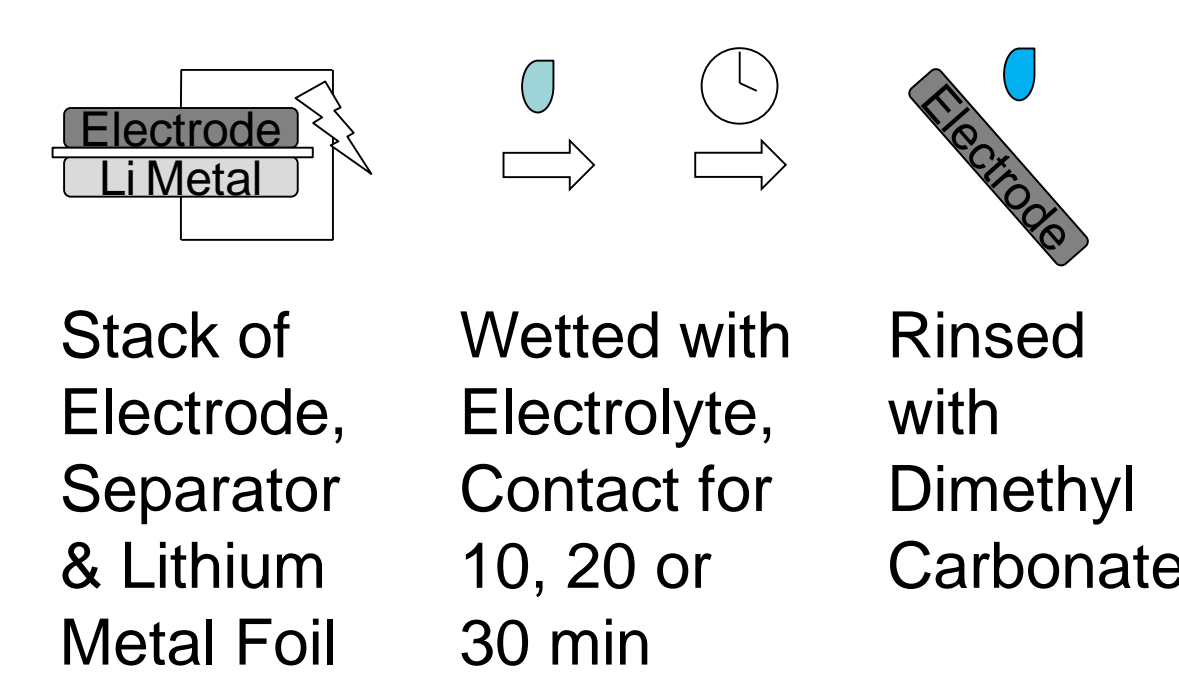 Electrode
Li Metal
Electrode
Stack of
Electrode,
Separator
& Lithium
Metal Foil
Wetted with
Electrolyte,
Contact for
10, 20 or
30 min
Rinsed
with
Dimethyl
Carbonate